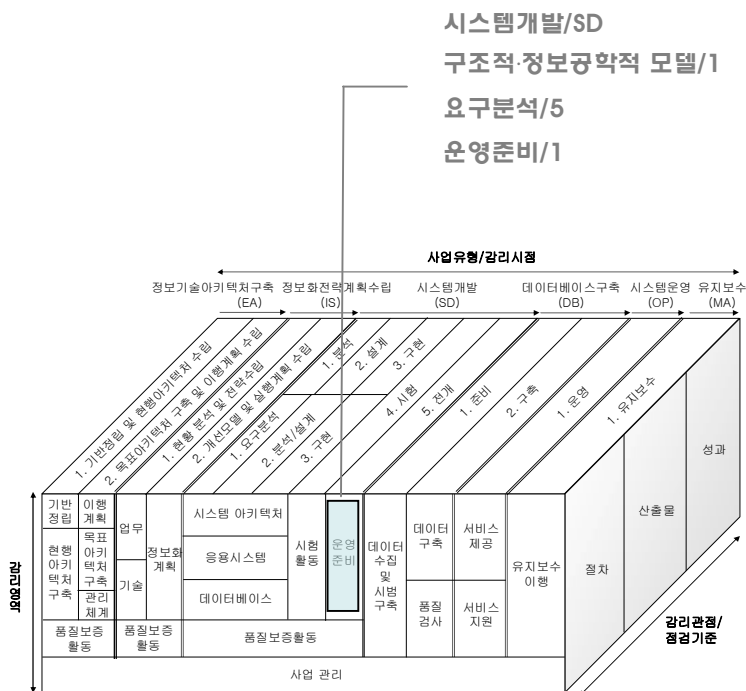 시스템개발/SD
구조적·정보공학적 모델/1
요구분석/5
운영준비/1
사업유형/감리시점
정보기술아키텍처구축
(EA)
정보화전략계획수립
(IS)
시스템개발
(SD)
데이터베이스구축
(DB)
시스템운영
(OP)
유지보수
(MA)
1. 기반정립 및 현행아키텍처 수립
2. 목표아키텍처 구축 및 이행계획 수립
1. 현황 분석 및 전략수립
2. 개선모델 및 실행계획 수립
1. 분석
2. 설계
3. 구현
1. 요구분석
2. 분석/설계
3. 구현
4. 시험
5. 전개
1. 준비
2. 구축
1. 운영
1. 유지보수
기반
정립
이행
계획
현행
아키
텍처
구축
목표
아키
텍처
구축
관리
체계
업무
기술
정보화
계획
시스템 아키텍처
응용시스템
데이터베이스
시험
활동
운영
준비
데이터
수집
및
시범
구축
데이터
구축
품질
검사
서비스
제공
서비스
지원
유지보수
이행
품질보증
활동
품질보증
활동
품질보증활동
사업 관리
절차
산출물
성과
감리영역
감리관점/
점검기준